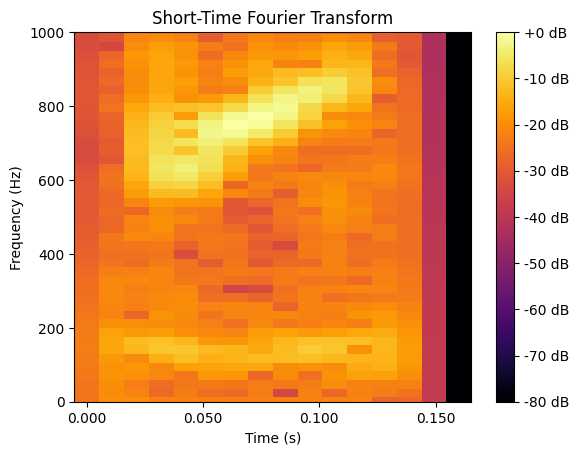 Short-Time Fourier Transform
Frequency (Hz)
1000
800
600
400
200
0
0.000
0.050
0.100
0.150
Time (s)
+0 dB
-10 dB
-20 dB
-30 dB
-40 dB
-50 dB
-60 dB
-70 dB
-80 dB